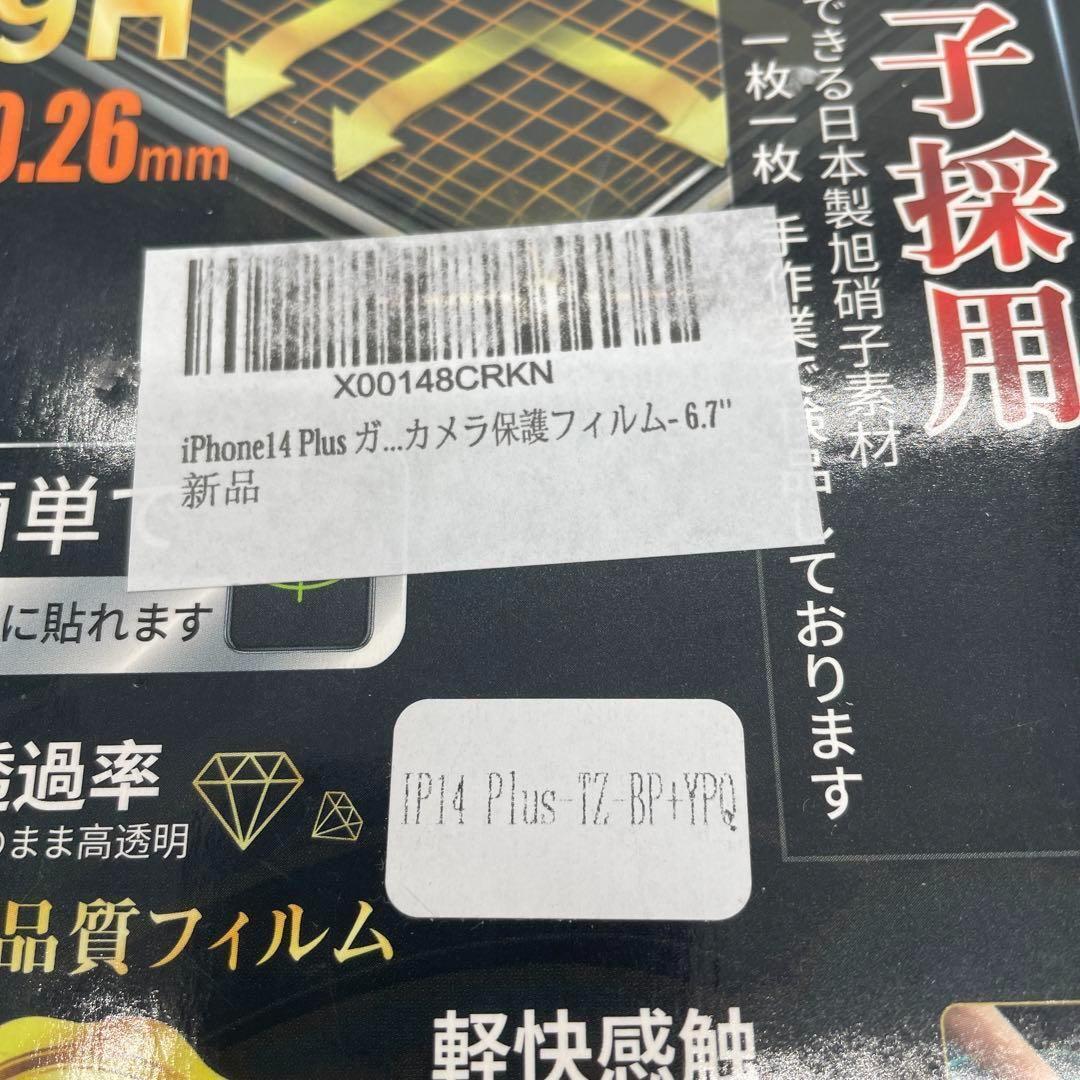 9H
0.26mm
子採用
できる日本製旭硝子素材
一枚一枚 手作業で検品しております
X00148CRKN
iPhone14 Plus ガ...カメラ保護フィルム- 6.7"
新品
簡単で
に貼れます
透過率
のまま高透明
IP14 Plus-TZ-BP+YPQ
品質フィルム
軽快感触